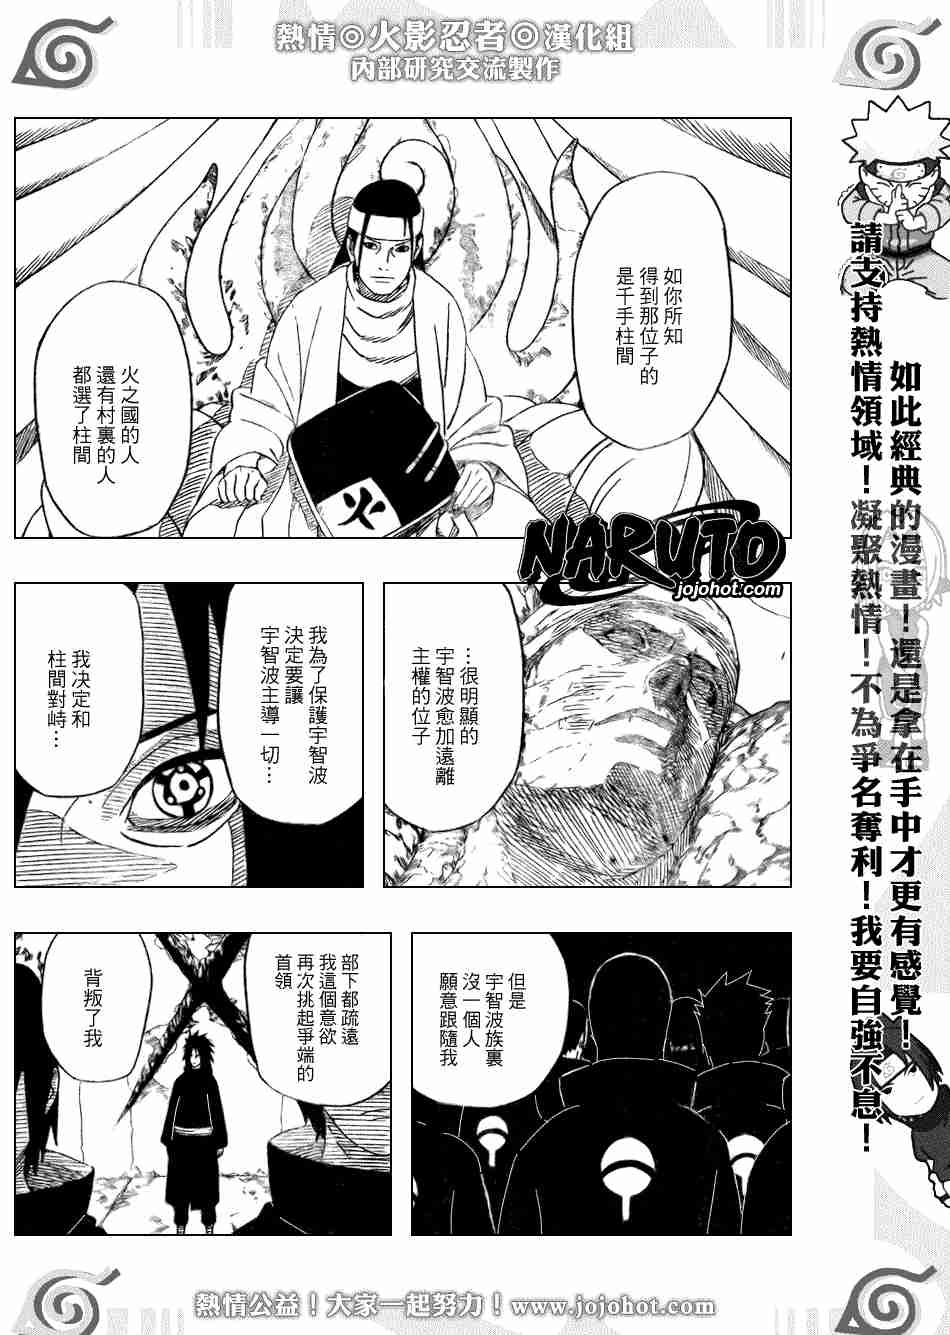 熱情◎火影忍者◎漢化組
內部研究交流製作
如你所知
得到那位子的
是千手柱間
火之國的人
還有村裏的人
都選了柱間
NARUTO
jojohot.com
…很明顯的
宇智波愈加遠離
主權的位子
我為了保護宇智波
決定要讓
宇智波主導一切…
我決定和
柱間對峙…
但是
宇智波族裏
沒一個人
願意跟隨我
部下都疏遠
我這個意欲
再次挑起爭端的
首領
背叛了我
火
如此經典的漫畫！還是拿在手中才更有感覺！
請支持熱情領域！凝聚熱情！不為爭名奪利！我要自強不息！
熱情公益！大家一起努力！www.jojohot.com